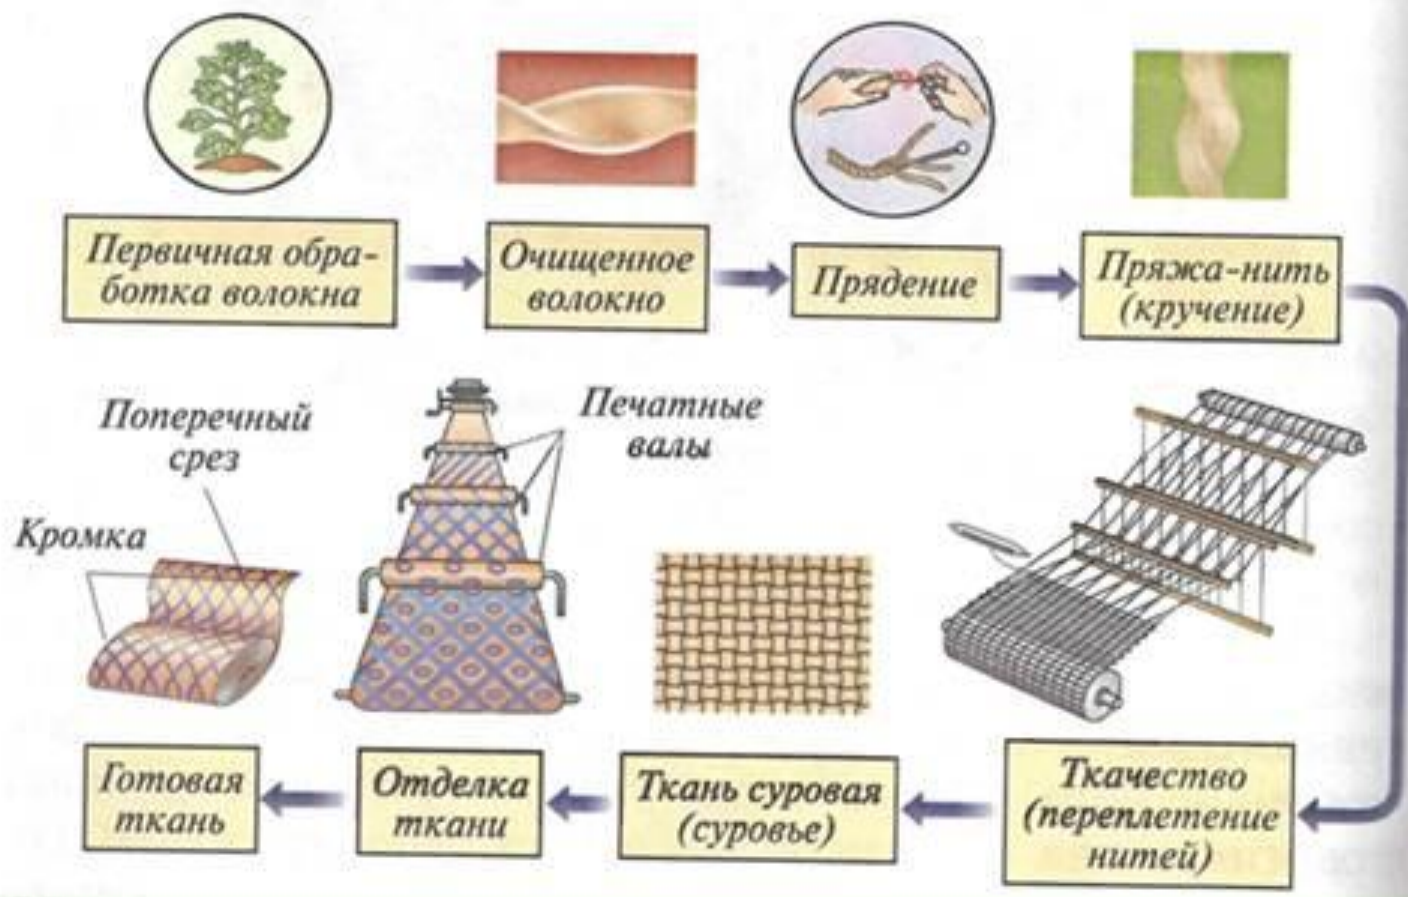 Первичная обра-
ботка волокна
Очищенное
волокно
Прядение
Пряжа-нить
(кручение)
Поперечный
срез
Кромка
Печатные
валы
Готовая
ткань
Отделка
ткани
Ткань суровая
(суровье)
Ткачество
(переплетение
нитей)